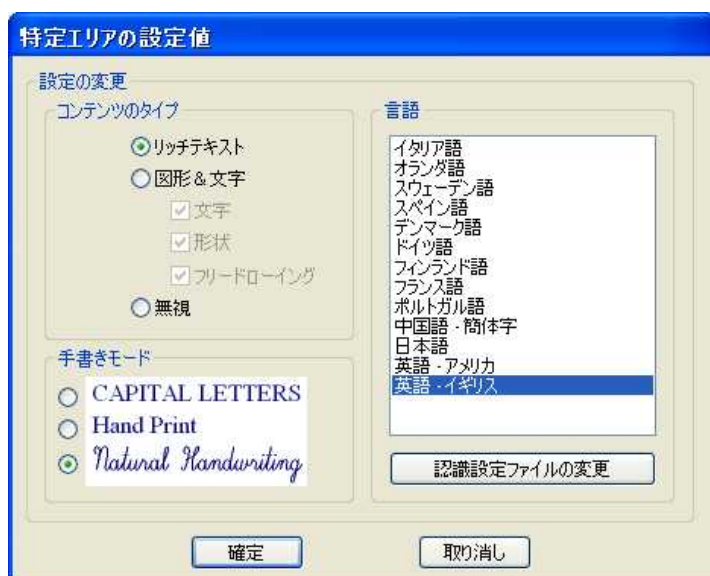 特定エリアの設定値
設定の変更
コンテンツのタイプ
リッチテキスト
図形＆文字
文字
形状
フリードローイング
無視
手書きモード
CAPITAL LETTERS
Hand Print
Natural Handwriting
言語
イタリア語
オランダ語
スウェーデン語
スペイン語
デンマーク語
ドイツ語
フィンランド語
フランス語
ポルトガル語
中国語 - 簡体字
日本語
英語 - アメリカ
英語 - イギリス
認識設定ファイルの変更
確定
取り消し